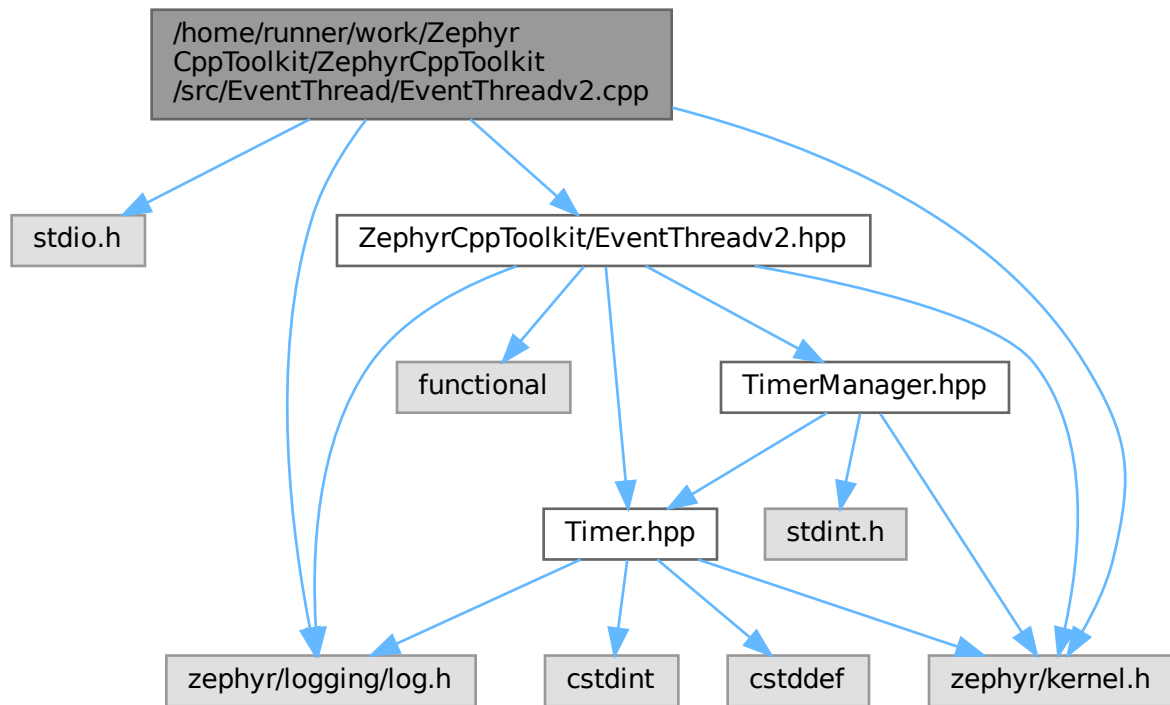 /home/runner/work/Zephyr
CppToolkit/ZephyrCppToolkit
/src/EventThread/EventThreadv2.cpp
stdio.h
ZephyrCppToolkit/EventThreadv2.hpp
functional
TimerManager.hpp
Timer.hpp
stdint.h
zephyr/logging/log.h
cstdint
cstddef
zephyr/kernel.h